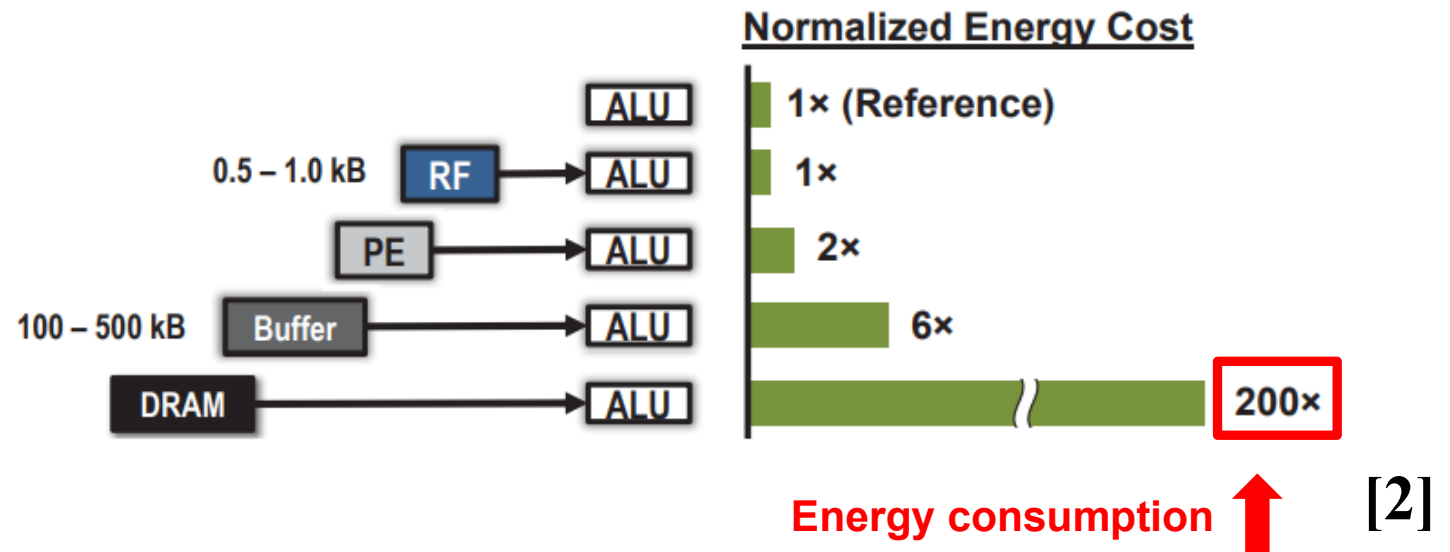 Normalized Energy Cost
ALU 1× (Reference)
0.5 – 1.0 kB RF ALU 1×
PE ALU 2×
100 – 500 kB Buffer ALU 6×
DRAM ALU 200×
Energy consumption [2]